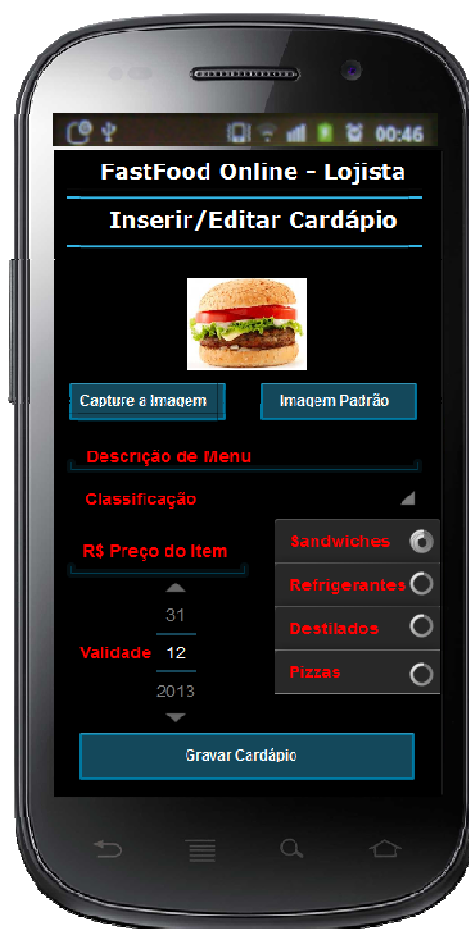 00:46
FastFood Online - Lojista
Inserir/Editar Cardápio
Capture a Imagem
Imagem Padrão
Descrição de Menu
Classificação
Sandwiches
R$ Preço do Item
Refrigerantes
31
Destilados
Validade 12
Pizzas
2013
Gravar Cardápio